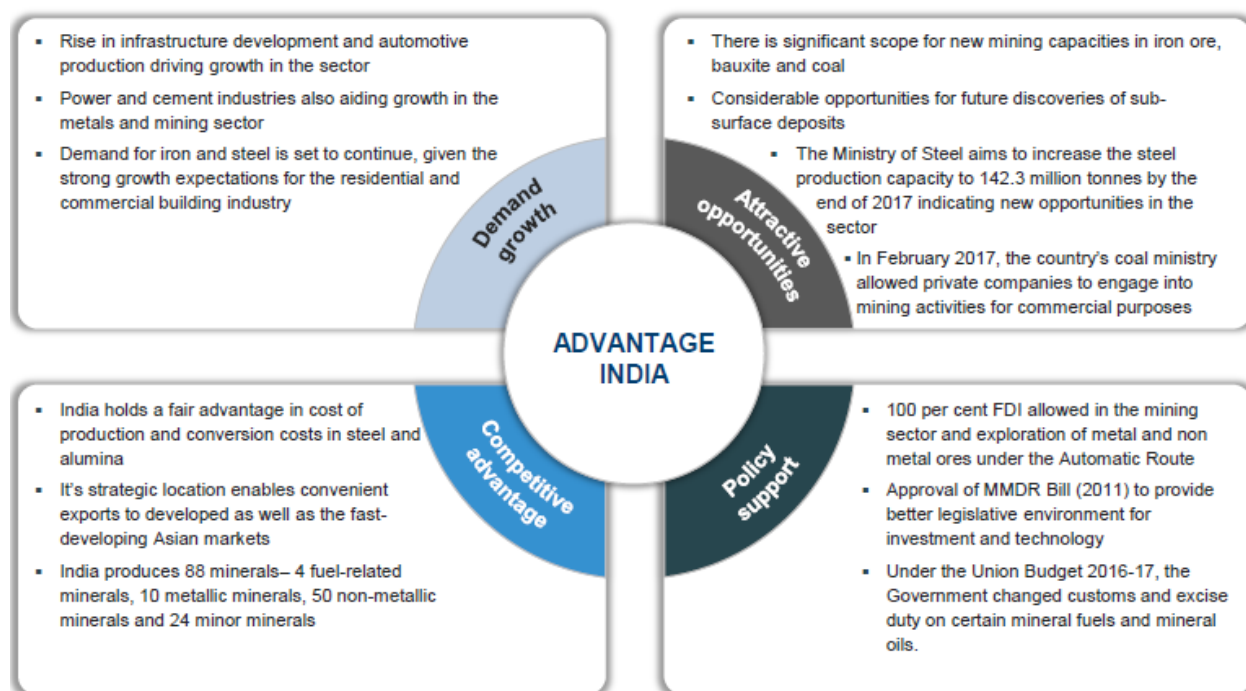 ▪ Rise in infrastructure development and automotive
production driving growth in the sector
▪ Power and cement industries also aiding growth in the
metals and mining sector
▪ Demand for iron and steel is set to continue, given the
strong growth expectations for the residential and
commercial building industry
Demand
growth
▪ There is significant scope for new mining capacities in iron ore,
bauxite and coal
▪ Considerable opportunities for future discoveries of sub-
surface deposits
▪ The Ministry of Steel aims to increase the steel
production capacity to 142.3 million tonnes by the
end of 2017 indicating new opportunities in the
sector
▪ In February 2017, the country's coal ministry
allowed private companies to engage into
mining activities for commercial purposes
Attractive
opportunities
ADVANTAGE
INDIA
▪ India holds a fair advantage in cost of
production and conversion costs in steel and
alumina
▪ It's strategic location enables convenient
exports to developed as well as the fast-
developing Asian markets
▪ India produces 88 minerals– 4 fuel-related
minerals, 10 metallic minerals, 50 non-metallic
minerals and 24 minor minerals
Competitive
advantage
▪ 100 per cent FDI allowed in the mining
sector and exploration of metal and non
metal ores under the Automatic Route
▪ Approval of MMDR Bill (2011) to provide
better legislative environment for
investment and technology
▪ Under the Union Budget 2016-17, the
Government changed customs and excise
duty on certain mineral fuels and mineral
oils.
Policy
support